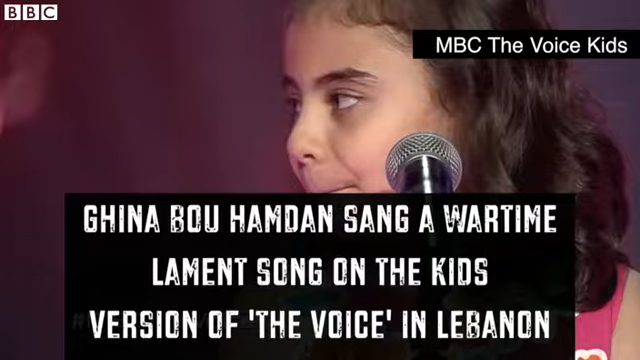 BBC
MBC The Voice Kids
GHINA BOU HAMDAN SANG A WARTIME
LAMENT SONG ON THE KIDS
VERSION OF 'THE VOICE' IN LEBANON